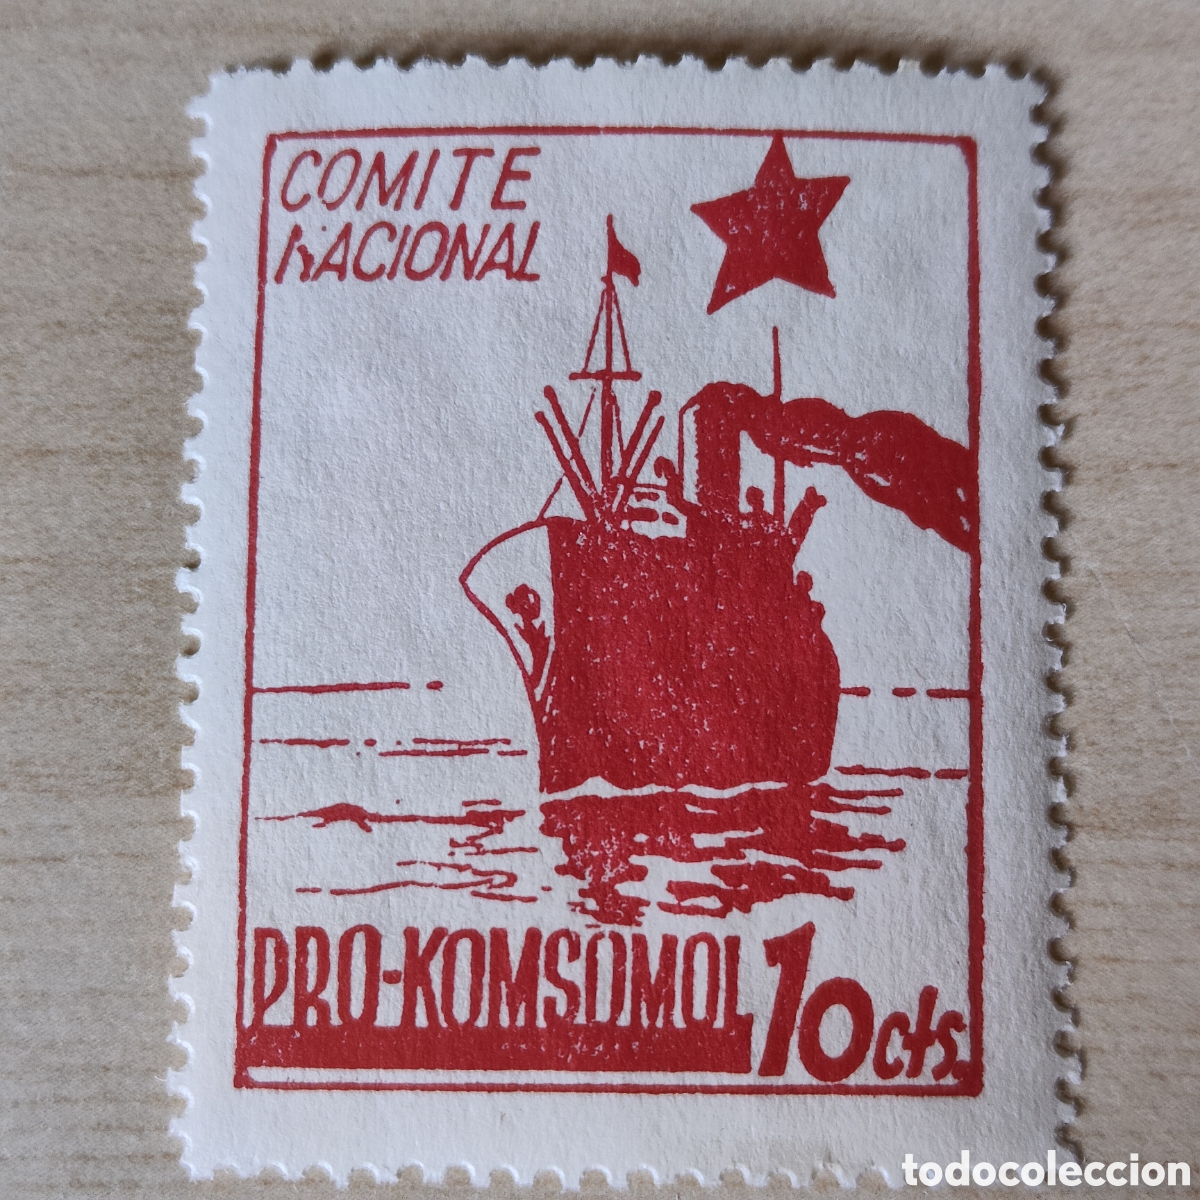 COMITE
NACIONAL
PRO-KOMSOMOL 10cts.
todocoleccion